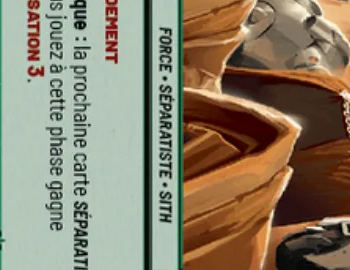 FORCE • SÉPARATISTE • SITH
DEMENT
que : la prochaine carte SÉPARATI
s jouez à cette phase gagne
SATION 3.